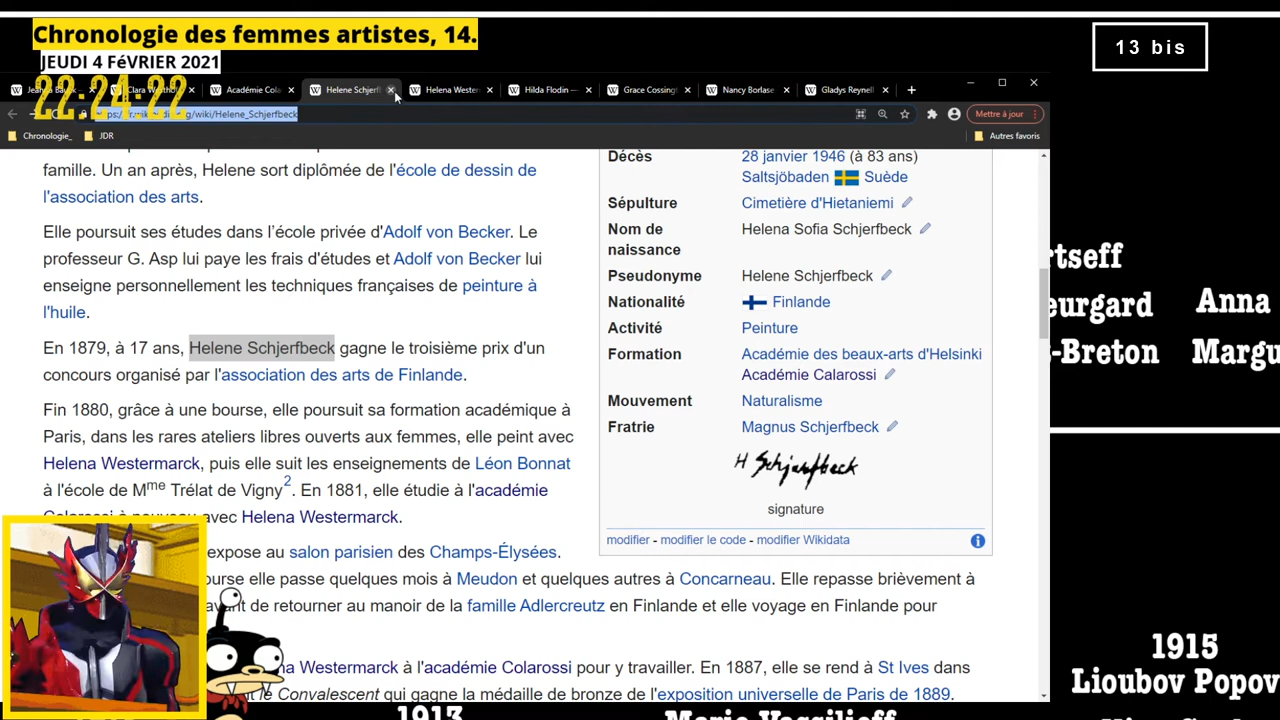 Chronologie des femmes artistes, 14.
JEUDI 4 FéVRIER 2021
22:24:22
13 bis
Académie Cola
Helene Schjerf
Helena Wester
Hilda Flodin —
Grace Cossing
Nancy Borlase
Gladys Reynel
/wiki/Helene_Schjerfbeck
Mettre à jour
Chronologie_
JDR
Autres favoris
famille. Un an après, Helene sort diplômée de l'école de dessin de
l'association des arts.
Elle poursuit ses études dans l'école privée d'Adolf von Becker. Le
professeur G. Asp lui paye les frais d'études et Adolf von Becker lui
enseigne personnellement les techniques françaises de peinture à
l'huile.
En 1879, à 17 ans, Helene Schjerfbeck gagne le troisième prix d'un
concours organisé par l'association des arts de Finlande.
Fin 1880, grâce à une bourse, elle poursuit sa formation académique à
Paris, dans les rares ateliers libres ouverts aux femmes, elle peint avec
Helena Westermarck, puis elle suit les enseignements de Léon Bonnat
à l'école de Mme Trélat de Vigny2. En 1881, elle étudie à l'académie
avec Helena Westermarck.
expose au salon parisien des Champs-Élysées.
ourse elle passe quelques mois à Meudon et quelques autres à Concarneau. Elle repasse brièvement à
de retourner au manoir de la famille Adlercreutz en Finlande et elle voyage en Finlande pour
na Westermarck à l'académie Colarossi pour y travailler. En 1887, elle se rend à St Ives dans
le Convalescent qui gagne la médaille de bronze de l'exposition universelle de Paris de 1889.
Décès
28 janvier 1946 (à 83 ans)
Saltsjöbaden Suède
Sépulture
Cimetière d'Hietaniemi
Nom de
naissance
Helena Sofia Schjerfbeck
Pseudonyme
Helene Schjerfbeck
Nationalité
Finlande
Activité
Peinture
Formation
Académie des beaux-arts d'Helsinki
Académie Calarossi
Mouvement
Naturalisme
Fratrie
Magnus Schjerfbeck
H Schjerfbeck
signature
modifier - modifier le code - modifier Wikidata
rtseff
eurgard
Anna
-Breton
Margu
1915
Lioubov Popov
1913
Marie Vassilieff